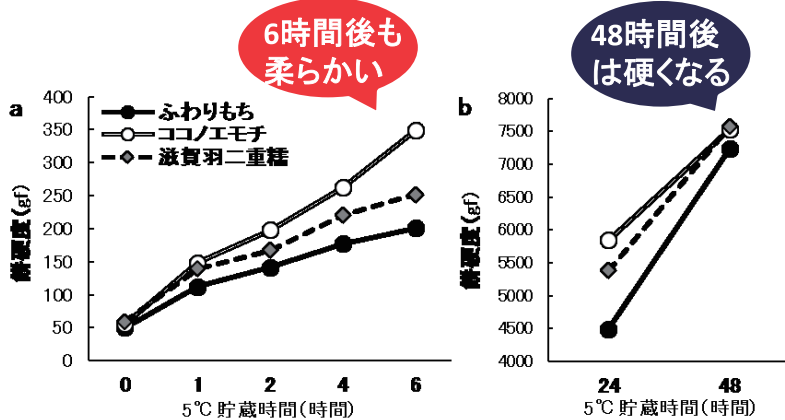 6時間後も
柔らかい
48時間後
は硬くなる
a
400
350
300
250
200
150
100
50
0
餅硬度(gf)
ふわりもち
ココノエモチ
滋賀羽二重糯
0 1 2 4 6
5℃貯蔵時間(時間)
b
8000
7500
7000
6500
6000
5500
5000
4500
4000
餅硬度(gf)
24 48
5℃貯蔵時間(時間)